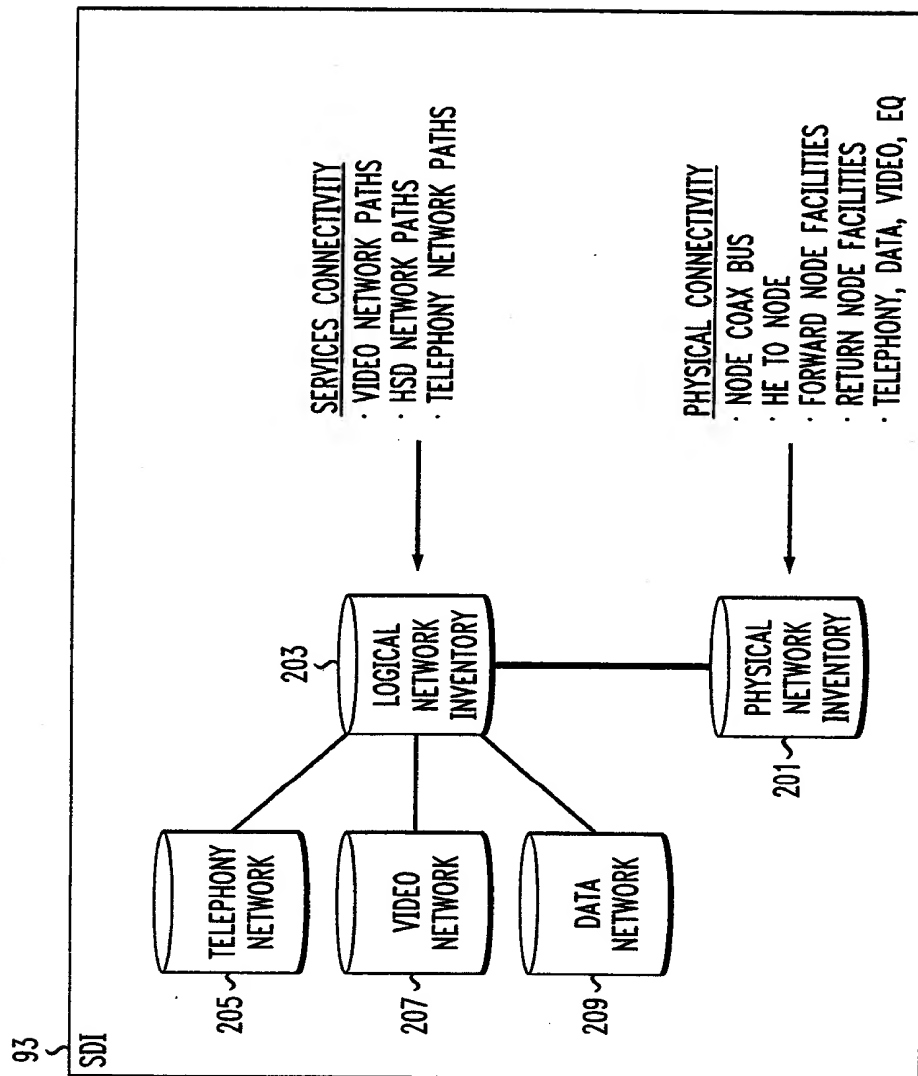 93
SDI
205
TELEPHONY
NETWORK
207
VIDEO
NETWORK
209
DATA
NETWORK
203
LOGICAL
NETWORK
INVENTORY
201
PHYSICAL
NETWORK
INVENTORY
SERVICES CONNECTIVITY
· VIDEO NETWORK PATHS
· HSD NETWORK PATHS
· TELEPHONY NETWORK PATHS
PHYSICAL CONNECTIVITY
· NODE COAX BUS
· HE TO NODE
· FORWARD NODE FACILITIES
· RETURN NODE FACILITIES
· TELEPHONY, DATA, VIDEO, EQ